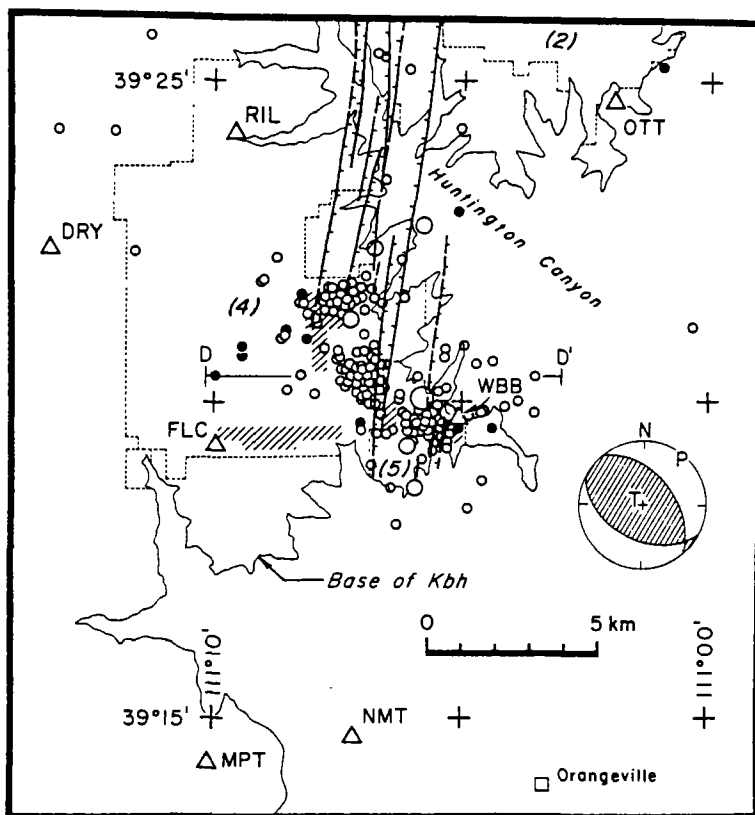 (2)
39°25'
RIL
OTT
Huntington Canyon
DRY
(4)
D
D'
WBB
FLC
(5)
N
P
T
Base of Kbh
0
5 km
111°10'
111°00'
39°15'
NMT
MPT
Orangeville